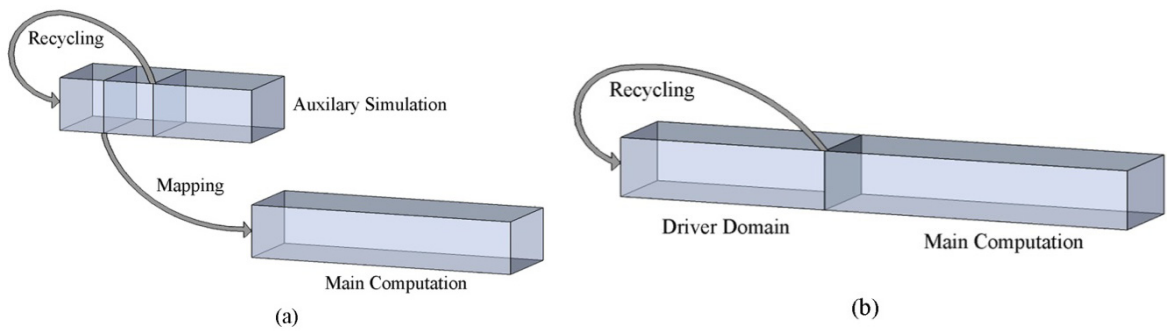 Recycling
Auxilary Simulation
Mapping
Main Computation
(a)
Recycling
Driver Domain
Main Computation
(b)